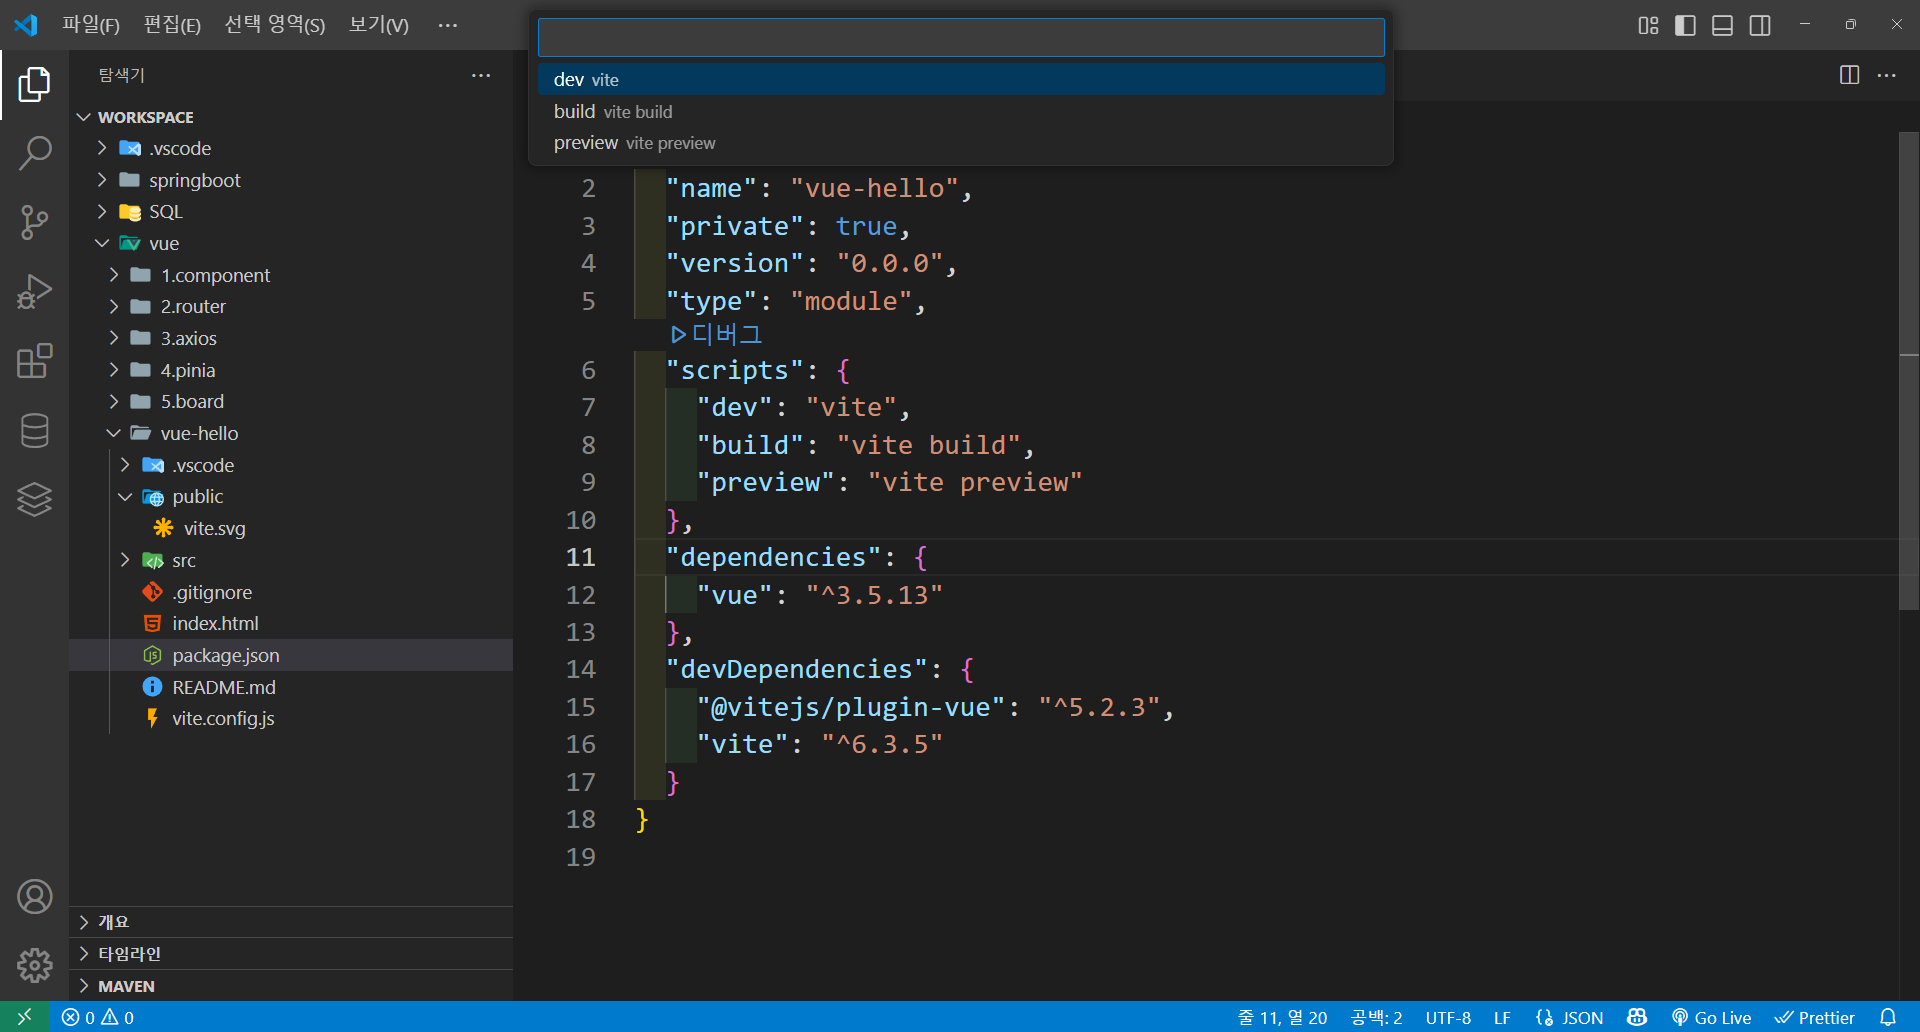 파일(F) 편집(E) 선택 영역(S) 보기(V) ···
dev vite
build vite build
preview vite preview
탐색기 ···
WORKSPACE
.vscode
springboot
SQL
vue
1.component
2.router
3.axios
4.pinia
5.board
vue-hello
.vscode
public
vite.svg
src
.gitignore
index.html
package.json
README.md
vite.config.js
개요
타임라인
MAVEN
2 "name": "vue-hello",
3 "private": true,
4 "version": "0.0.0",
5 "type": "module",
디버그
6 "scripts": {
7 "dev": "vite",
8 "build": "vite build",
9 "preview": "vite preview"
10 },
11 "dependencies": {
12 "vue": "^3.5.13"
13 },
14 "devDependencies": {
15 "@vitejs/plugin-vue": "^5.2.3",
16 "vite": "^6.3.5"
17 }
18 }
19
0 0 줄 11, 열 20 공백: 2 UTF-8 LF {} JSON Go Live Prettier